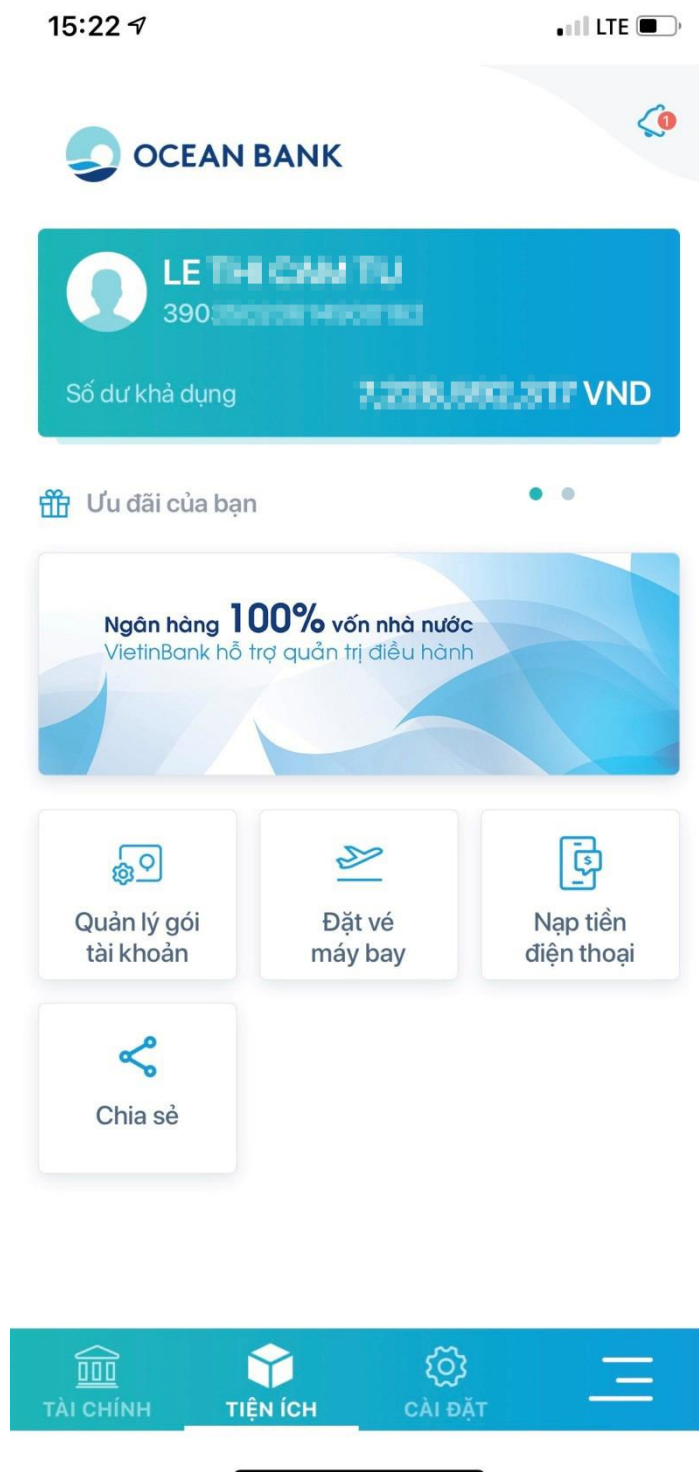 15:22
LTE
1
OCEAN BANK
LE
390
Số dư khả dụng VND
Ưu đãi của bạn
Ngân hàng 100% vốn nhà nước
VietinBank hỗ trợ quản trị điều hành
Quản lý gói
tài khoản
Đặt vé
máy bay
Nạp tiền
điện thoại
Chia sẻ
TÀI CHÍNH
TIỆN ÍCH
CÀI ĐẶT